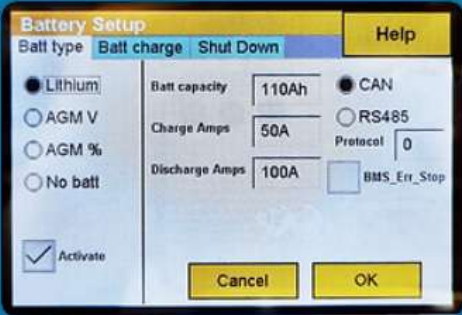 Battery Setup
Help
Batt type Batt charge Shut Down
Lithium
AGM V
AGM %
No batt
Activate
Batt capacity 110Ah
Charge Amps 50A
Discharge Amps 100A
CAN
RS485
Protocol 0
BMS_Err_Stop
Cancel
OK